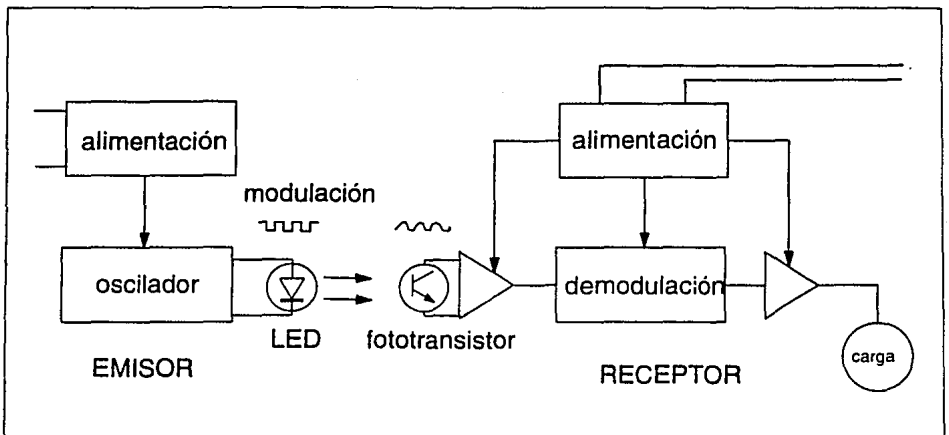 alimentación
alimentación
modulación
oscilador
demodulación
LED
fototransistor
carga
EMISOR
RECEPTOR